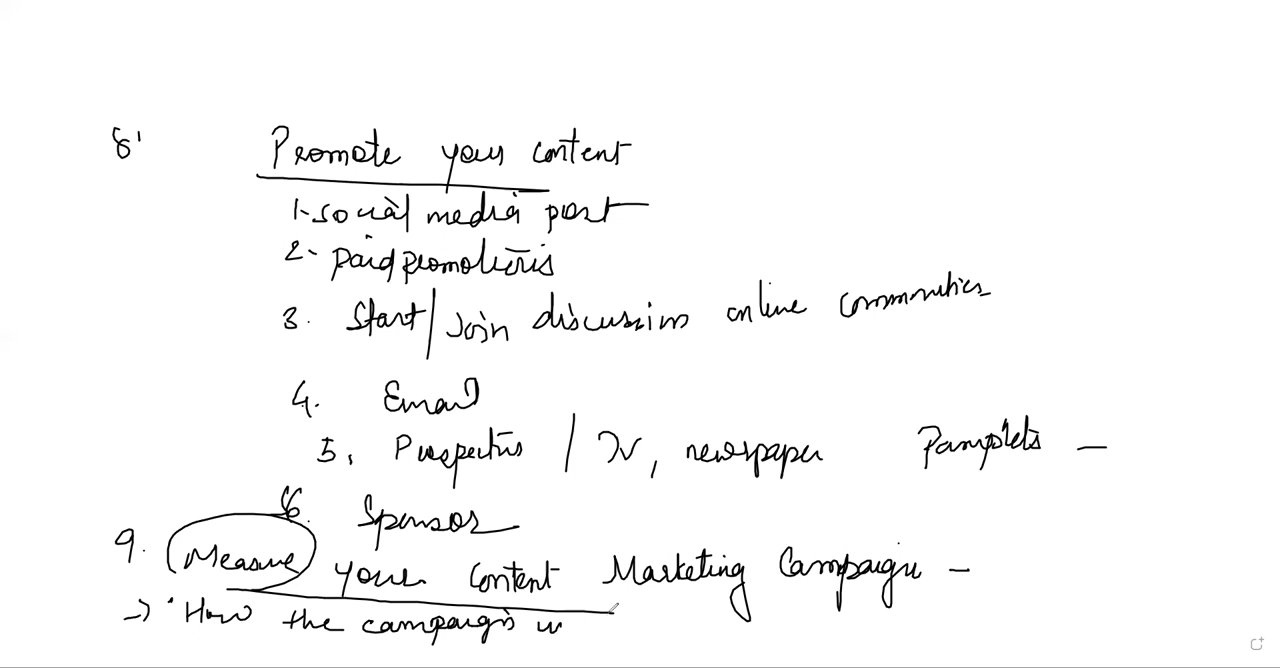 8. Promote your content
1. social media post
2. paid promotions
3. Start/Join discussions online communities
4. Email
5. Prospectus / TV, newspaper Pamplets -
6. Sponsor
9. Measure your content Marketing Campaign -
-> How the campaign is